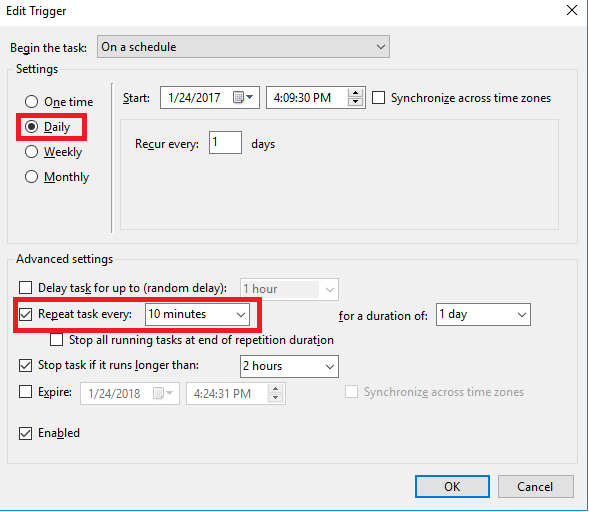 Edit Trigger
Begin the task: On a schedule
Settings
One time
Daily
Weekly
Monthly
Start: 1/24/2017 4:09:30 PM Synchronize across time zones
Recur every: 1 days
Advanced settings
Delay task for up to (random delay): 1 hour
Repeat task every: 10 minutes for a duration of: 1 day
Stop all running tasks at end of repetition duration
Stop task if it runs longer than: 2 hours
Expire: 1/24/2018 4:24:31 PM Synchronize across time zones
Enabled
OK Cancel